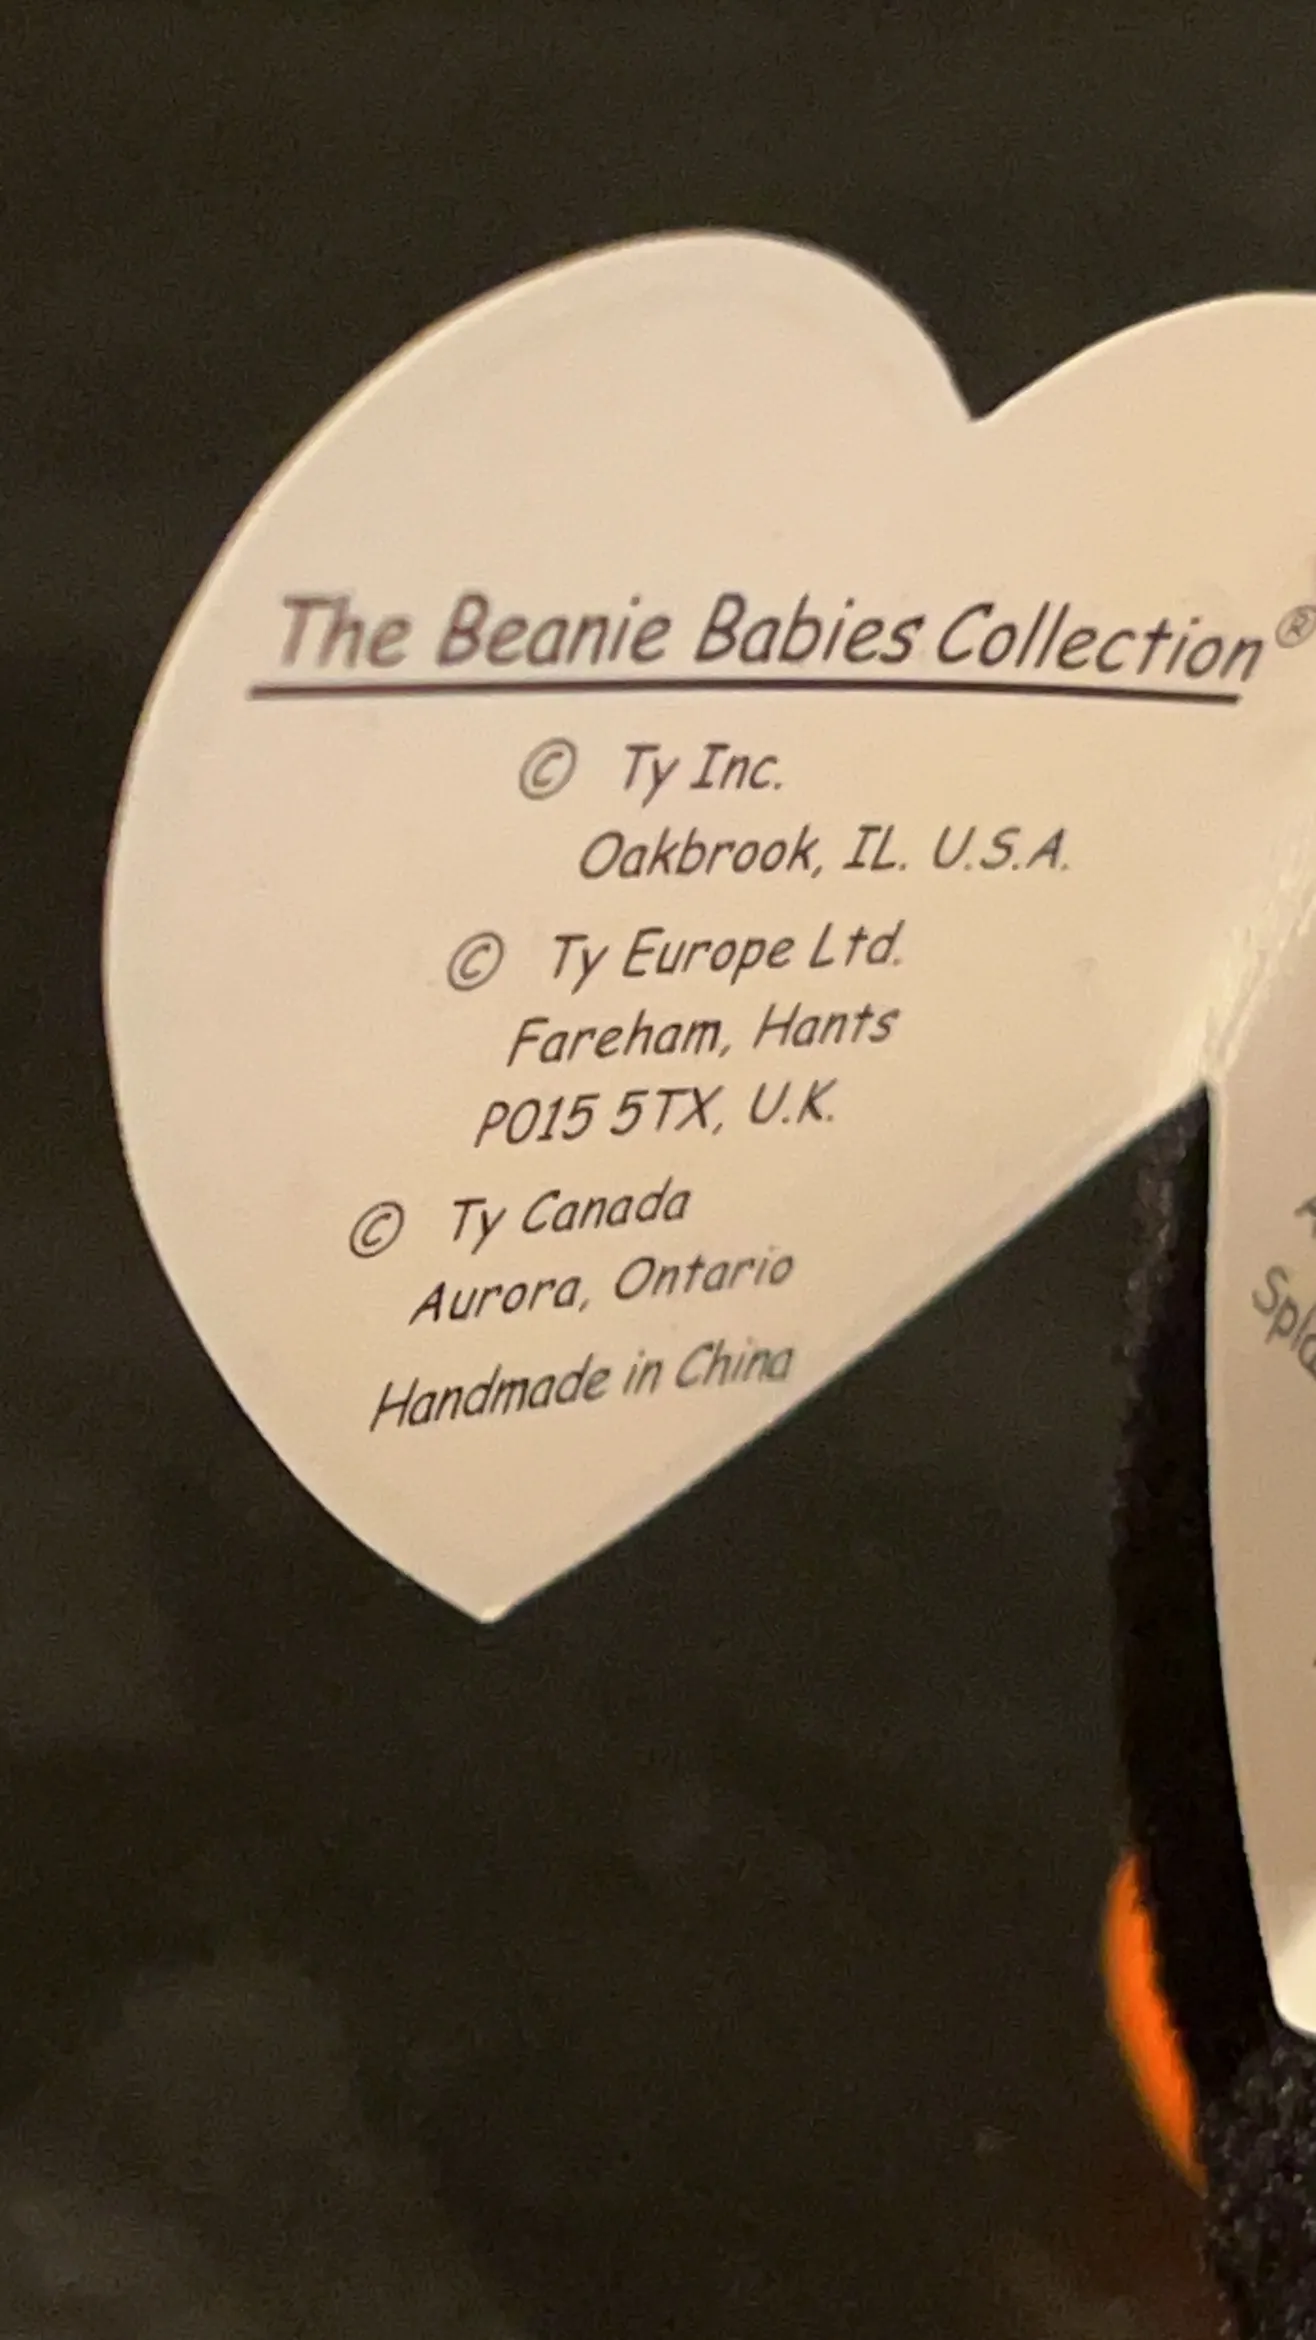 The Beanie Babies Collection®
© Ty Inc.
Oakbrook, IL. U.S.A.
© Ty Europe Ltd.
Fareham, Hants
PO15 5TX, U.K.
© Ty Canada
Aurora, Ontario
Handmade in China